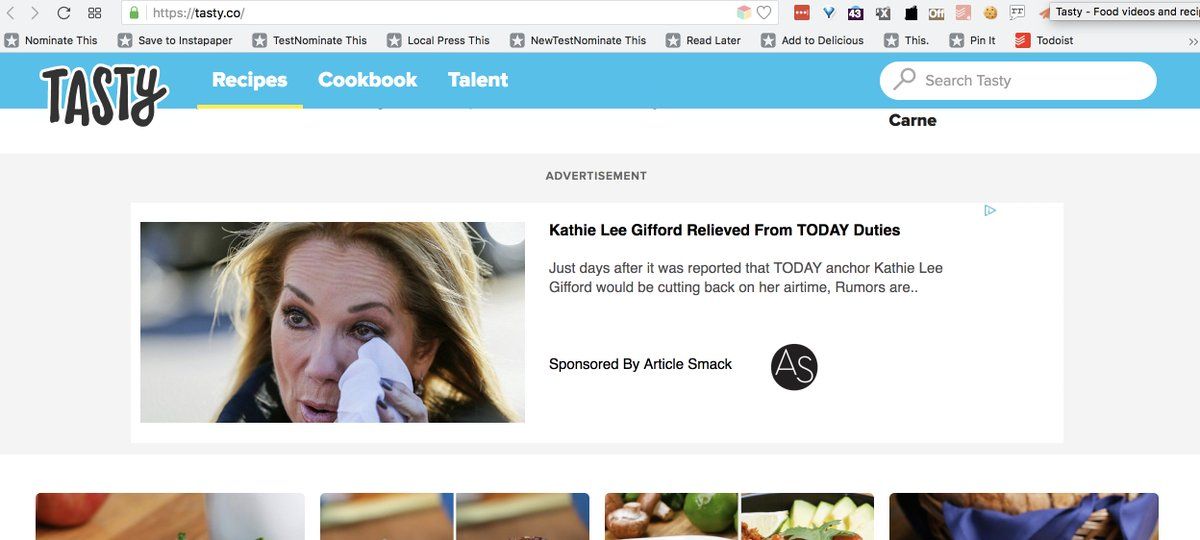 https://tasty.co/
43
Off
Tasty - Food videos and recip
Nominate This
Save to Instapaper
TestNominate This
Local Press This
NewTestNominate This
Read Later
Add to Delicious
This.
Pin It
Todoist
TASTY
Recipes
Cookbook
Talent
Search Tasty
Carne
ADVERTISEMENT
Kathie Lee Gifford Relieved From TODAY Duties
Just days after it was reported that TODAY anchor Kathie Lee
Gifford would be cutting back on her airtime, Rumors are..
Sponsored By Article Smack
AS